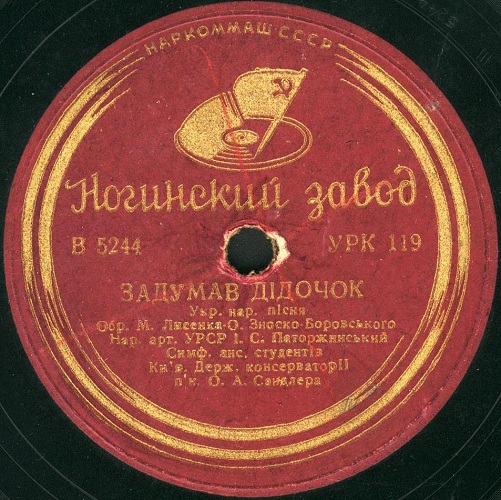 НАРКОММАШ СССР
Ногинский завод
В 5244 УРК 119
ЗАДУМАВ ДІДОЧОК
Укр. нар. пісня
Обр. М. Лисенка-О. Зноско-Боровського
Нар. арт. УРСР І. С. Паторжинський
Симф. анс. студентів
Київ. Держ. консерваторії
п/к. О. А. Сандлера